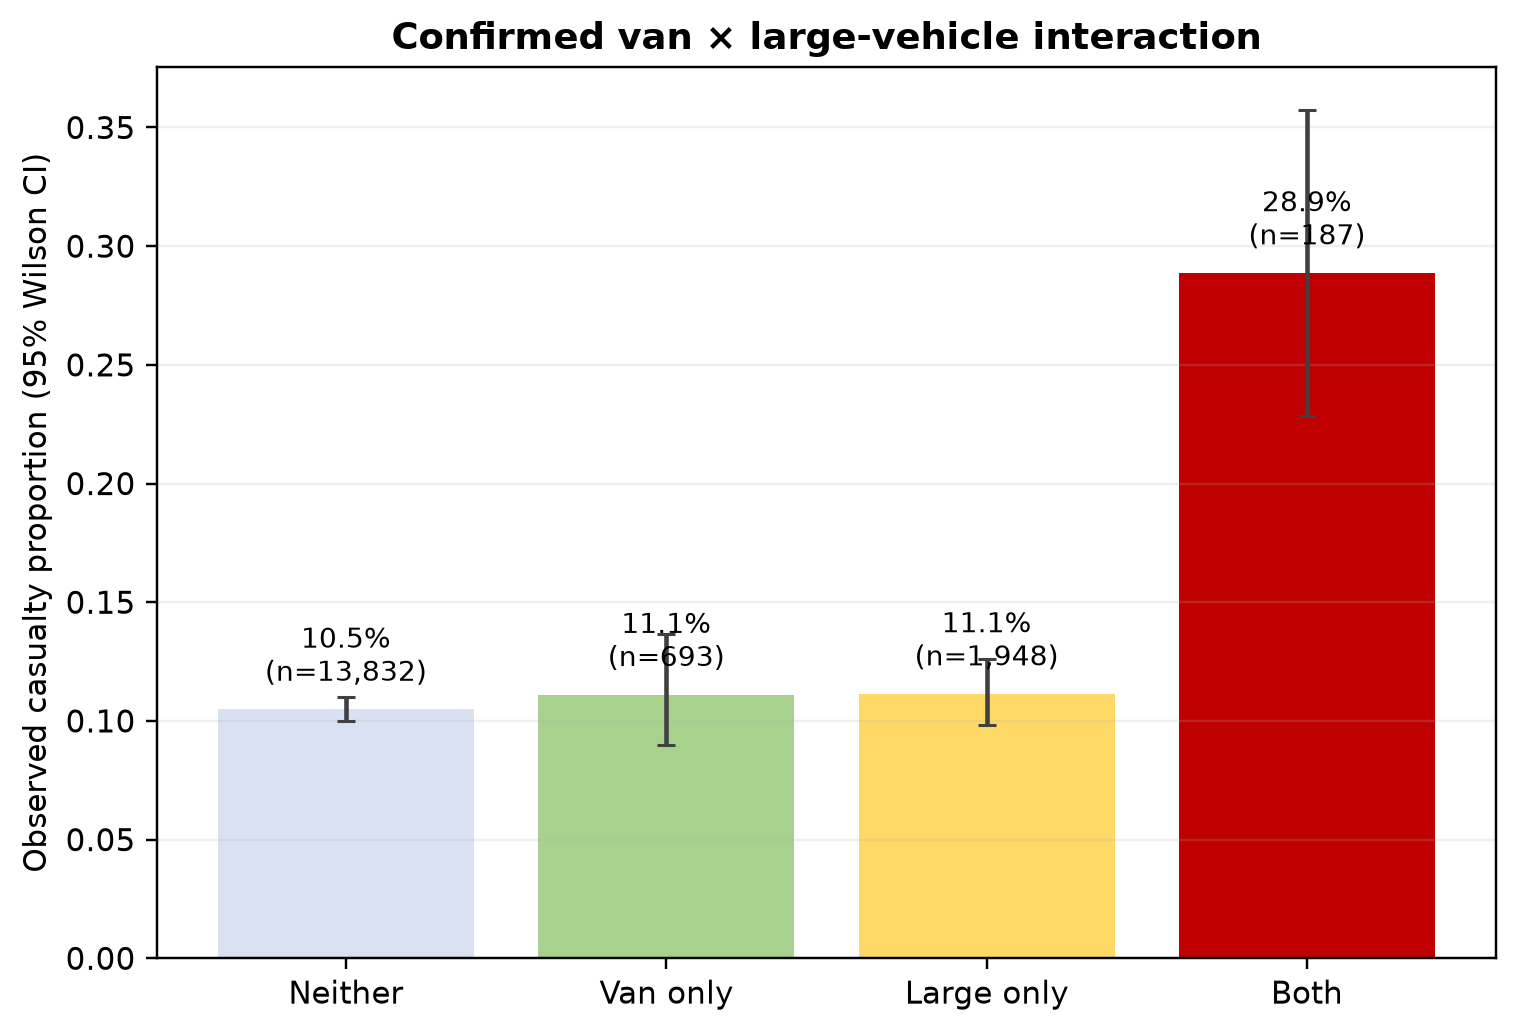 Confirmed van × large-vehicle interaction
Observed casualty proportion (95% Wilson CI)
0.35
0.30
0.25
0.20
0.15
0.10
0.05
0.00
10.5%
(n=13,832)
11.1%
(n=693)
11.1%
(n=1,948)
28.9%
(n=187)
Neither
Van only
Large only
Both